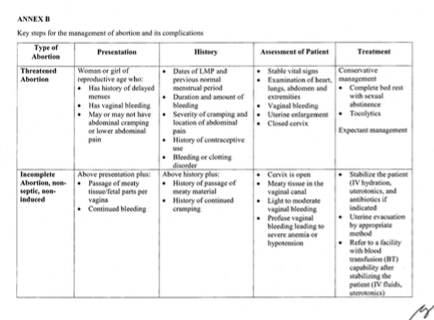 ANNEX B
Key steps for the management of abortion and its complications
Type of Abortion
Presentation
History
Assessment of Patient
Treatment
Threatened Abortion
Woman or girl of
reproductive age who:
• Has history of delayed
menses
• Has vaginal bleeding
• May or may not have
abdominal cramping
or lower abdominal
pain
• Dates of LMP and
previous normal
menstrual period
• Duration and amount of
bleeding
• Severity of cramping and
location of abdominal
pain
• History of contraceptive
use
• Bleeding or clotting
disorder
• Stable vital signs
• Examination of heart,
lungs, abdomen and
extremities
• Vaginal bleeding
• Uterine enlargement
• Closed cervix
Conservative
management
• Complete bed rest
with sexual
abstinence
• Tocolytics
Expectant management
Incomplete
Abortion, non-
septic, non-
induced
Above presentation plus:
• Passage of meaty
tissue/fetal parts per
vagina
• Continued bleeding
Above history plus:
• History of passage of
meaty material
• History of continued
cramping
• Cervix is open
• Meaty tissue in the
vaginal canal
• Light to moderate
vaginal bleeding
• Profuse vaginal
bleeding leading to
severe anemia or
hypotension
• Stabilize the patient
(IV hydration,
uterotonics, and
antibiotics if
indicated
• Uterine evacuation
by appropriate
method
• Refer to a facility
with blood
transfusion (BT)
capability after
stabilizing the
patient (IV fluids,
uterotonics)